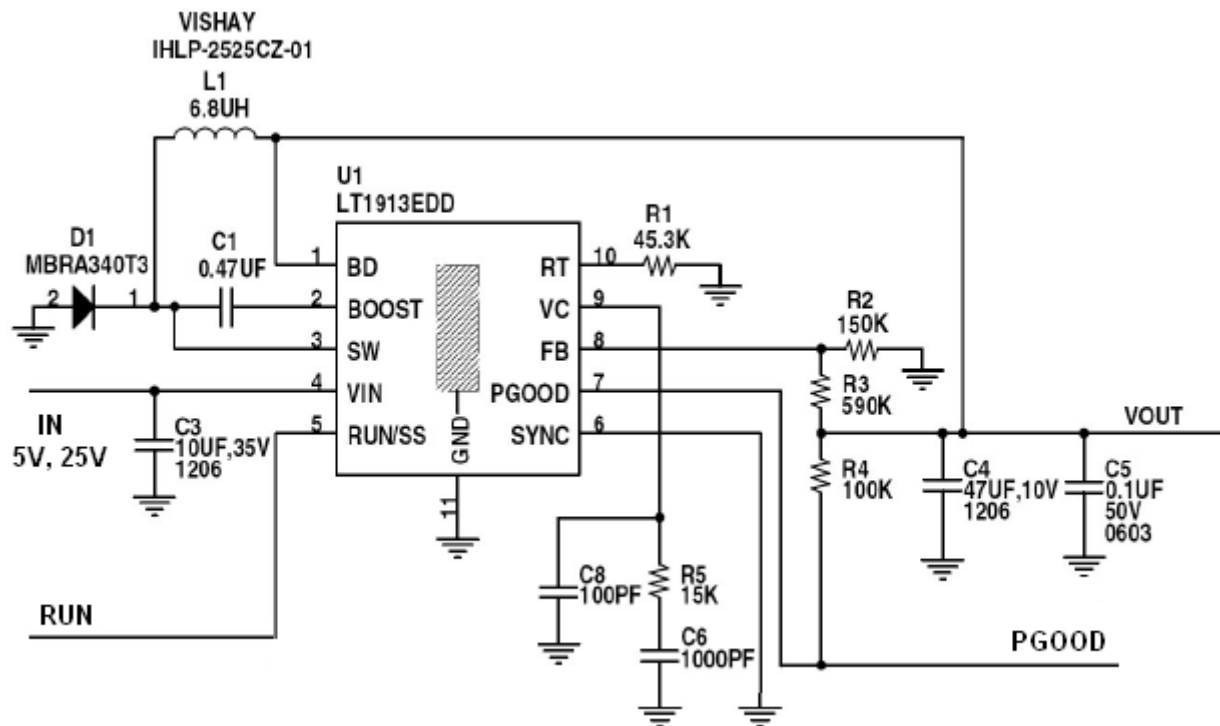 VISHAY
IHLP-2525CZ-01
L1
6.8UH
U1
LT1913EDD
D1
MBRA340T3
2
1
C1
0.47UF
1
BD
2
BOOST
3
SW
4
VIN
5
RUN/SS
GND
11
RT
10
VC
9
FB
8
PGOOD
7
SYNC
6
R1
45.3K
R2
150K
R3
590K
VOUT
R4
100K
C4
47UF,10V
1206
C5
0.1UF
50V
0603
IN
5V, 25V
C3
10UF,35V
1206
C8
100PF
R5
15K
C6
1000PF
RUN
PGOOD